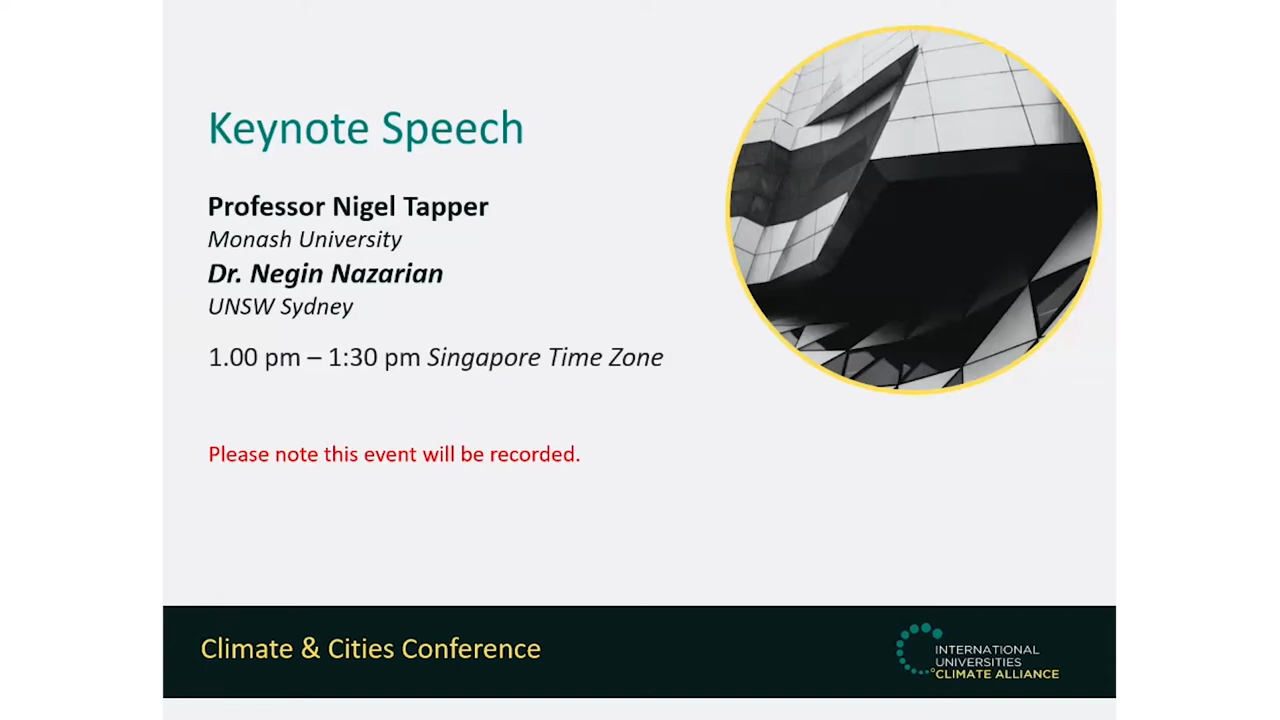 Keynote Speech
Professor Nigel Tapper
Monash University
Dr. Negin Nazarian
UNSW Sydney
1.00 pm – 1:30 pm Singapore Time Zone
Please note this event will be recorded.
Climate & Cities Conference
INTERNATIONAL
UNIVERSITIES
°CLIMATE ALLIANCE